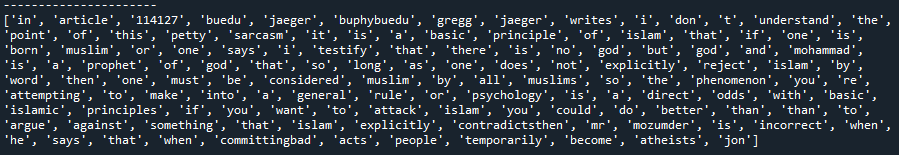 ----------------------
['in', 'article', '114127', 'buedu', 'jaeger', 'buphybuedu', 'gregg', 'jaeger', 'writes', 'i', 'don', 't', 'understand', 'the',
'point', 'of', 'this', 'petty', 'sarcasm', 'it', 'is', 'a', 'basic', 'principle', 'of', 'islam', 'that', 'if', 'one', 'is',
'born', 'muslim', 'or', 'one', 'says', 'i', 'testify', 'that', 'there', 'is', 'no', 'god', 'but', 'god', 'and', 'mohammad',
'is', 'a', 'prophet', 'of', 'god', 'that', 'so', 'long', 'as', 'one', 'does', 'not', 'explicitly', 'reject', 'islam', 'by',
'word', 'then', 'one', 'must', 'be', 'considered', 'muslim', 'by', 'all', 'muslims', 'so', 'the', 'phenomenon', 'you', 're',
'attempting', 'to', 'make', 'into', 'a', 'general', 'rule', 'or', 'psychology', 'is', 'a', 'direct', 'odds', 'with', 'basic',
'islamic', 'principles', 'if', 'you', 'want', 'to', 'attack', 'islam', 'you', 'could', 'do', 'better', 'than', 'than', 'to',
'argue', 'against', 'something', 'that', 'islam', 'explicitly', 'contradictsthen', 'mr', 'mozumder', 'is', 'incorrect', 'when',
'he', 'says', 'that', 'when', 'committingbad', 'acts', 'people', 'temporarily', 'become', 'atheists', 'jon']